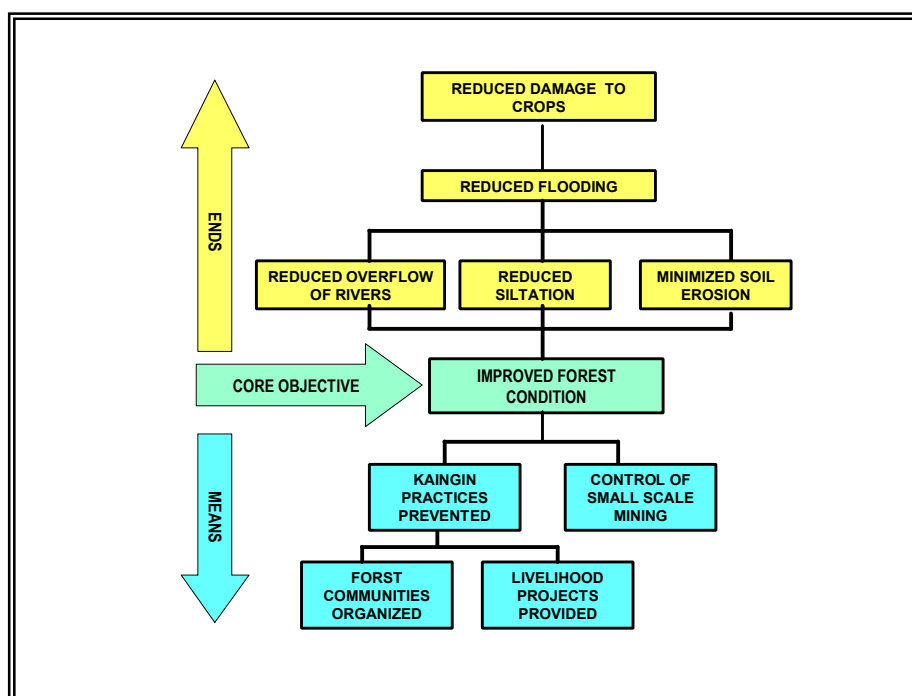 REDUCED DAMAGE TO
CROPS
REDUCED FLOODING
ENDS
REDUCED OVERFLOW
OF RIVERS
REDUCED
SILTATION
MINIMIZED SOIL
EROSION
CORE OBJECTIVE
IMPROVED FOREST
CONDITION
MEANS
KAINGIN
PRACTICES
PREVENTED
CONTROL OF
SMALL SCALE
MINING
FORST
COMMUNITIES
ORGANIZED
LIVELIHOOD
PROJECTS
PROVIDED